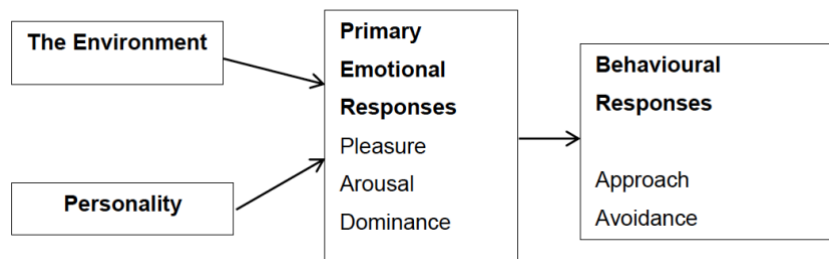 The Environment
Personality
Primary
Emotional
Responses
Pleasure
Arousal
Dominance
Behavioural
Responses
Approach
Avoidance